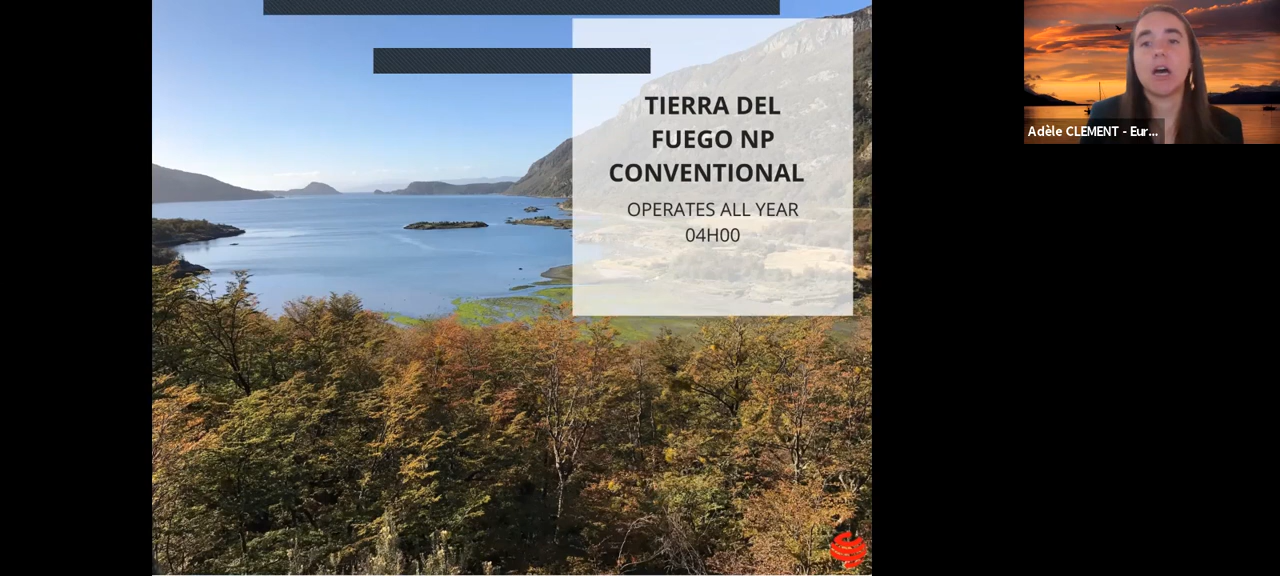 TIERRA DEL
FUEGO NP
CONVENTIONAL
OPERATES ALL YEAR
04H00
Adèle CLEMENT - Eur...